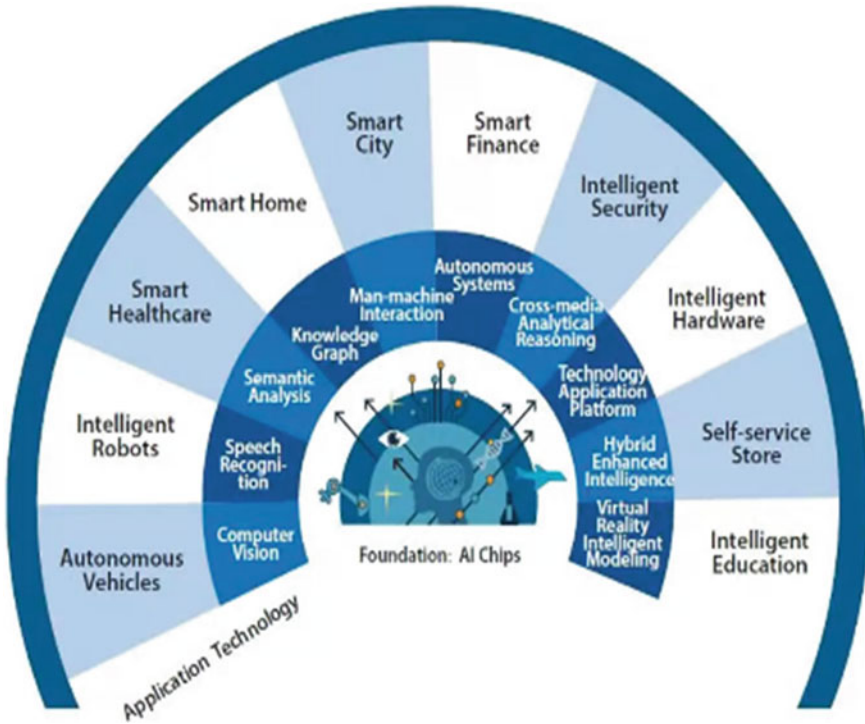 Smart
City
Smart
Finance
Smart Home
Intelligent
Security
Smart
Healthcare
Intelligent
Hardware
Intelligent
Robots
Self-service
Store
Autonomous
Vehicles
Intelligent
Education
Computer
Vision
Speech
Recogni-
tion
Semantic
Analysis
Knowledge
Graph
Man-machine
Interaction
Autonomous
Systems
Cross-media
Analytical
Reasoning
Technology
Application
Platform
Hybrid
Enhanced
Intelligence
Virtual
Reality
Intelligent
Modeling
Foundation: AI Chips
Application Technology